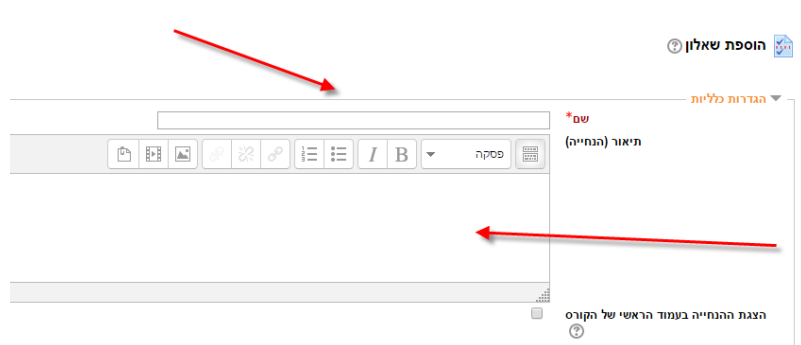 הוספת שאלון
הגדרות כלליות
שם*
תיאור (הנחייה)
פסקה
B I
הצגת ההנחייה בעמוד הראשי של הקורס